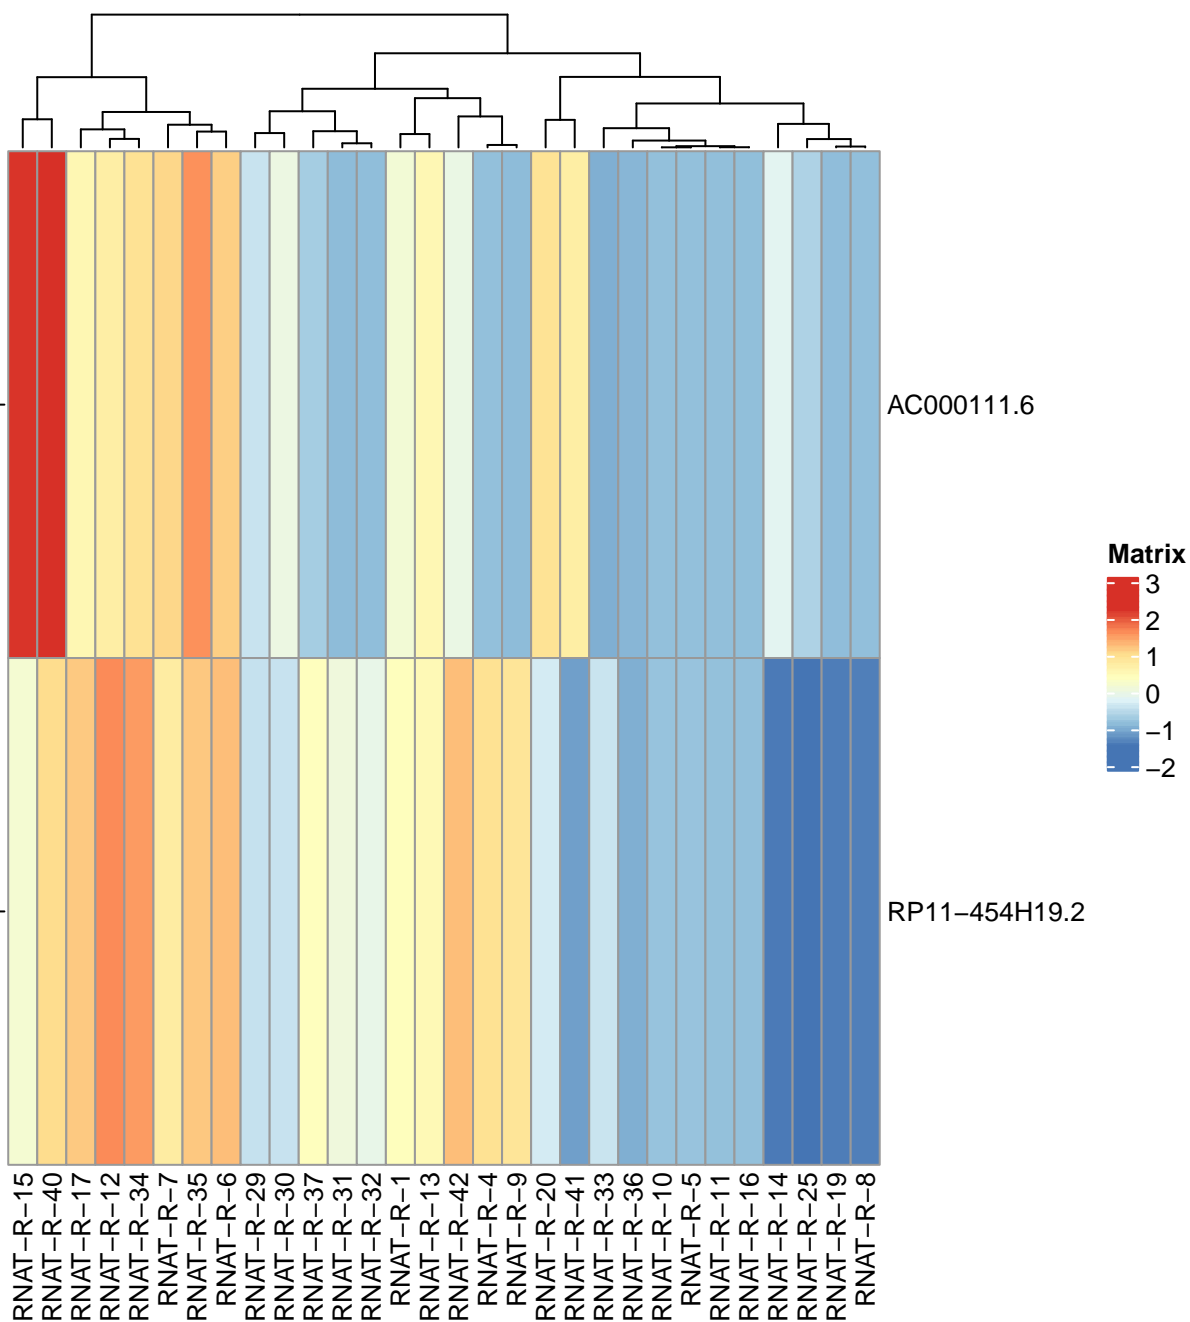 AC000111.6
Matrix
3
2
1
0
−1
−2
RP11−454H19.2
RNAT−R−15
RNAT−R−40
RNAT−R−17
RNAT−R−12
RNAT−R−34
RNAT−R−7
RNAT−R−35
RNAT−R−6
RNAT−R−29
RNAT−R−30
RNAT−R−37
RNAT−R−31
RNAT−R−32
RNAT−R−1
RNAT−R−13
RNAT−R−42
RNAT−R−4
RNAT−R−9
RNAT−R−20
RNAT−R−41
RNAT−R−33
RNAT−R−36
RNAT−R−10
RNAT−R−5
RNAT−R−11
RNAT−R−16
RNAT−R−14
RNAT−R−25
RNAT−R−19
RNAT−R−8